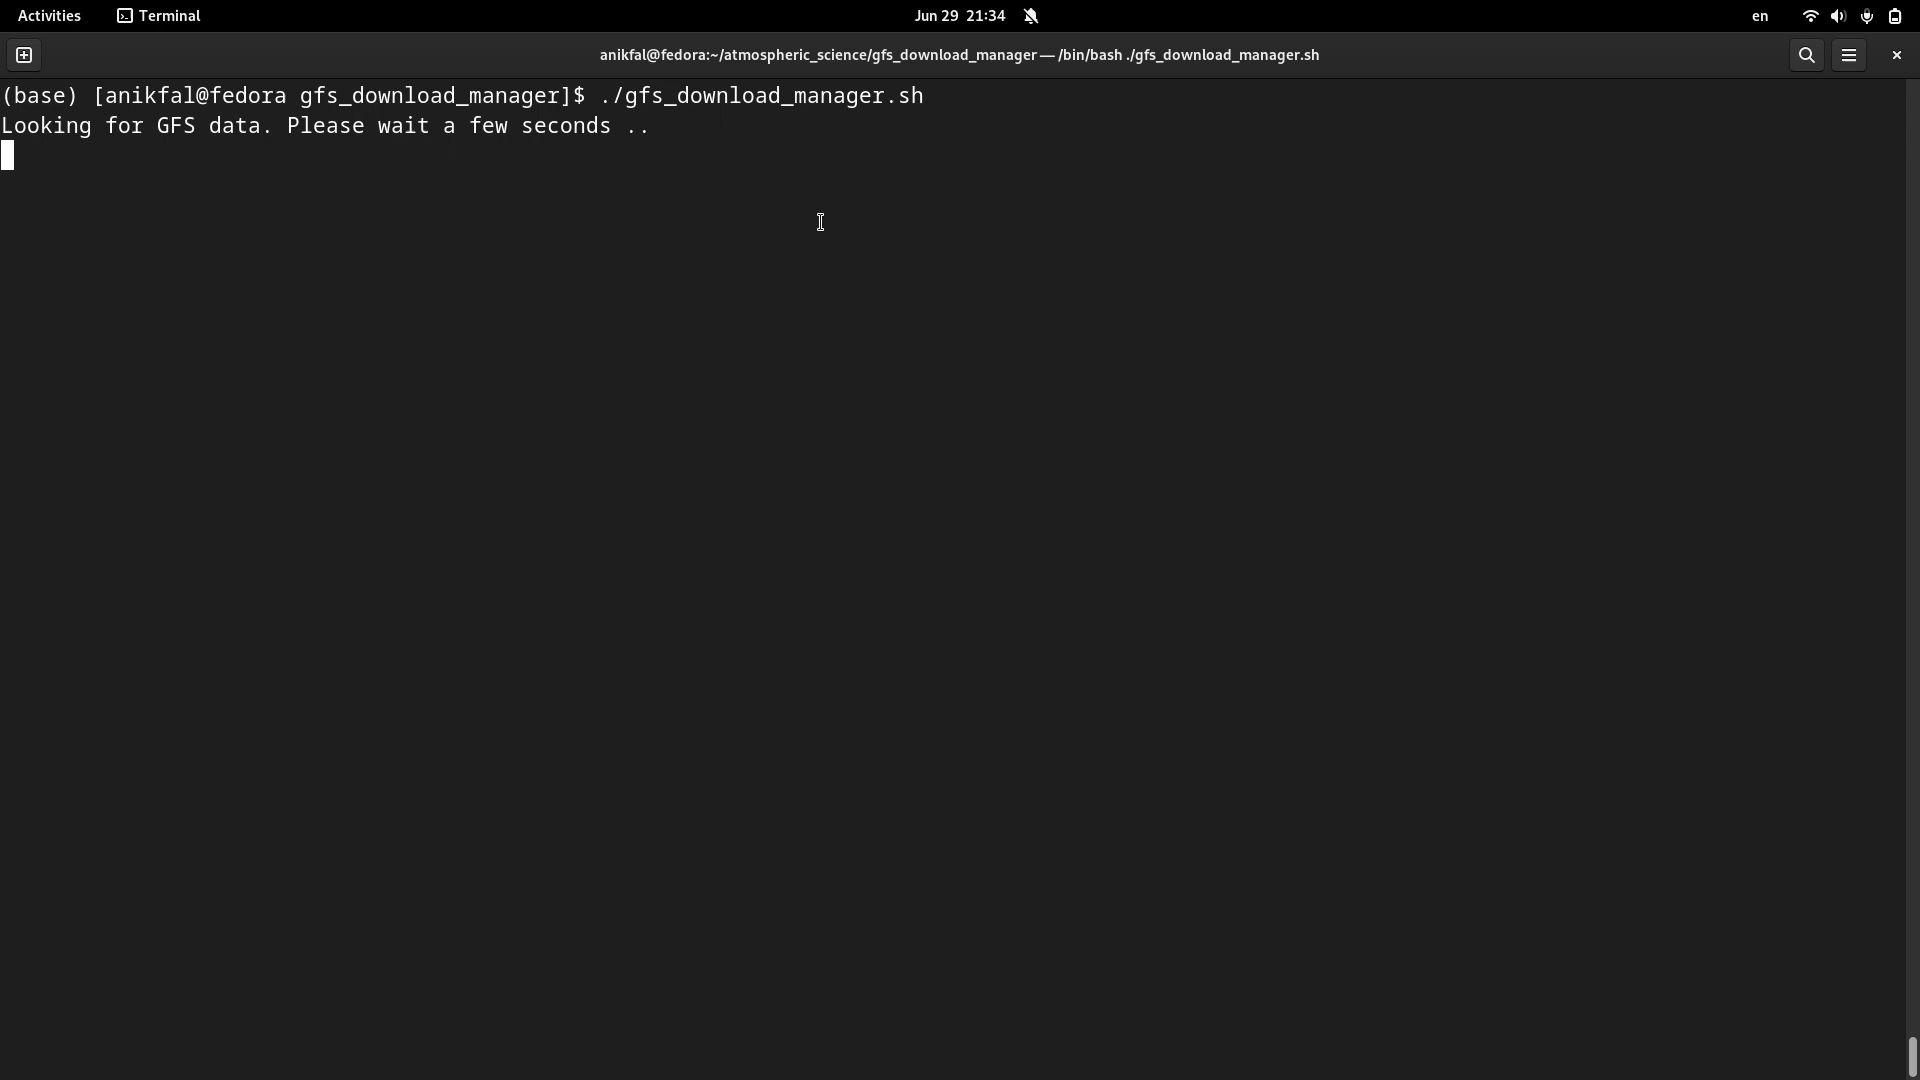 Activities
Terminal
Jun 29 21:34
en
anikfal@fedora:~/atmospheric_science/gfs_download_manager — /bin/bash ./gfs_download_manager.sh
(base) [anikfal@fedora gfs_download_manager]$ ./gfs_download_manager.sh
Looking for GFS data. Please wait a few seconds ..